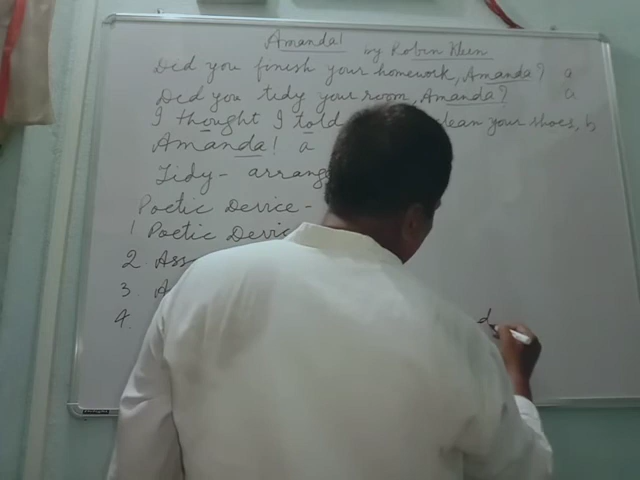 Amanda! by Robin Klein
Did you finish your homework, Amanda? a
Did you tidy your room, Amanda? a
I thought I told clean your shoes, b
Amanda! a
Tidy - arrang
Poetic Device -
1 Poetic Devic
2. Ass
3. A
4. d